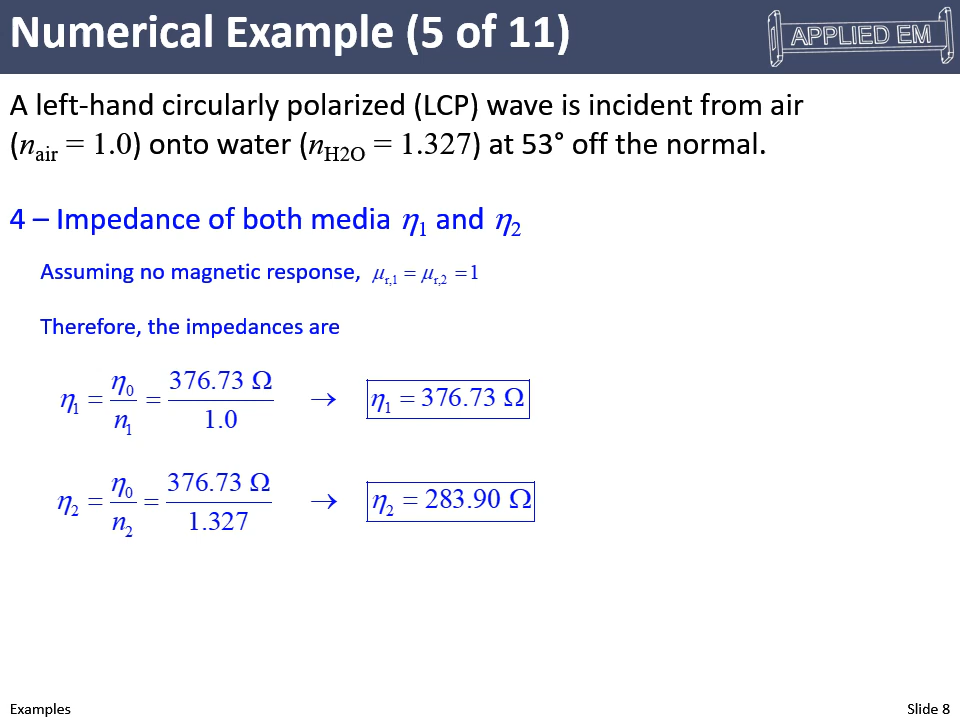 Numerical Example (5 of 11)
APPLIED EM
A left-hand circularly polarized (LCP) wave is incident from air
(n_air = 1.0) onto water (n_H2O = 1.327) at 53° off the normal.
4 – Impedance of both media η₁ and η₂
Assuming no magnetic response, μ_r,1 = μ_r,2 = 1
Therefore, the impedances are
η₁ = η₀/n₁ = 376.73 Ω/1.0 → η₁ = 376.73 Ω
η₂ = η₀/n₂ = 376.73 Ω/1.327 → η₂ = 283.90 Ω
Examples
Slide 8